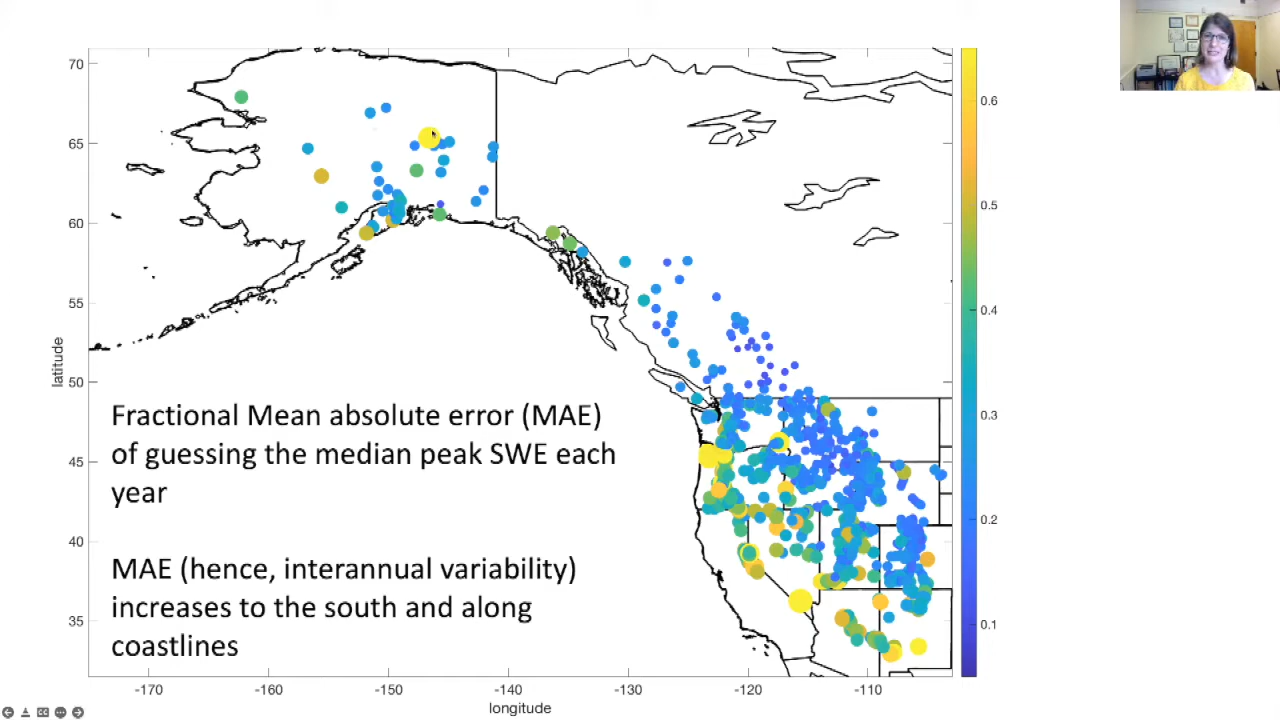 70
65
60
55
50
45
40
35
latitude
-170
-160
-150
-140
-130
-120
-110
longitude
0.6
0.5
0.4
0.3
0.2
0.1
Fractional Mean absolute error (MAE)
of guessing the median peak SWE each
year
MAE (hence, interannual variability)
increases to the south and along
coastlines